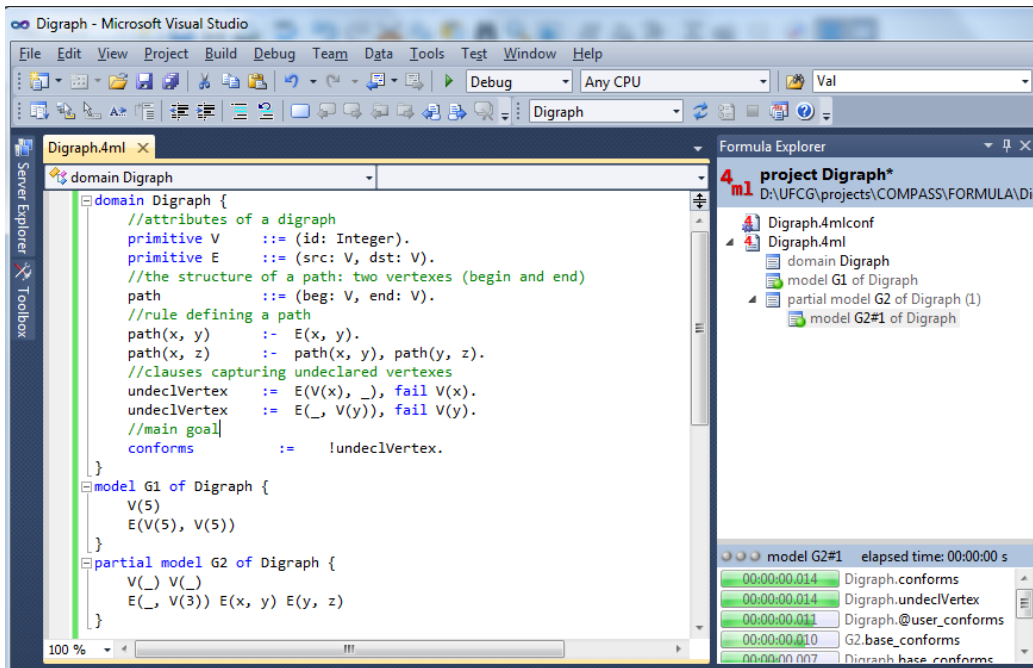 Digraph - Microsoft Visual Studio
File Edit View Project Build Debug Team Data Tools Test Window Help
Debug Any CPU Val
Digraph
Server Explorer
Toolbox
Digraph.4ml
domain Digraph
domain Digraph {
//attributes of a digraph
primitive V ::= (id: Integer).
primitive E ::= (src: V, dst: V).
//the structure of a path: two vertexes (begin and end)
path ::= (beg: V, end: V).
//rule defining a path
path(x, y) :- E(x, y).
path(x, z) :- path(x, y), path(y, z).
//clauses capturing undeclared vertexes
undeclVertex := E(V(x), _), fail V(x).
undeclVertex := E(_, V(y)), fail V(y).
//main goal
conforms := !undeclVertex.
}
model G1 of Digraph {
V(5)
E(V(5), V(5))
}
partial model G2 of Digraph {
V(_) V(_)
E(_, V(3)) E(x, y) E(y, z)
}
100 %
Formula Explorer
4ml project Digraph*
D:\UFCG\projects\COMPASS\FORMULA\Di
Digraph.4mlconf
Digraph.4ml
domain Digraph
model G1 of Digraph
partial model G2 of Digraph (1)
model G2#1 of Digraph
model G2#1 elapsed time: 00:00:00 s
00:00:00.014 Digraph.conforms
00:00:00.014 Digraph.undeclVertex
00:00:00.011 Digraph.@user_conforms
00:00:00.010 G2.base_conforms
00:00:00.007 Digraph.base_conforms